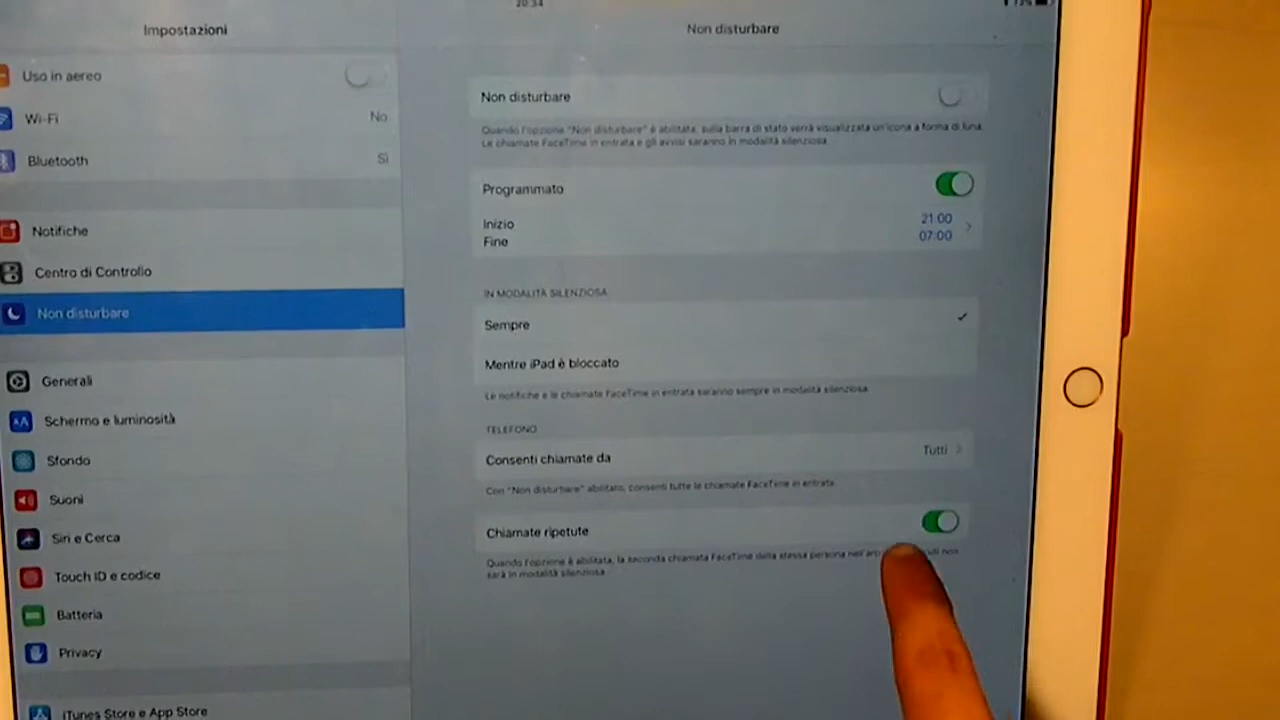 20:34
73%
Impostazioni
Non disturbare
Uso in aereo
Wi-Fi No
Bluetooth Sì
Notifiche
Centro di Controllo
Non disturbare
Generali
Schermo e luminosità
Sfondo
Suoni
Siri e Cerca
Touch ID e codice
Batteria
Privacy
iTunes Store e App Store
Non disturbare
Quando l'opzione "Non disturbare" è abilitata, sulla barra di stato verrà visualizzata un'icona a forma di luna.
Le chiamate FaceTime in entrata e gli avvisi saranno in modalità silenziosa.
Programmato
Inizio 21:00
Fine 07:00
IN MODALITÀ SILENZIOSA
Sempre
Mentre iPad è bloccato
Le notifiche e le chiamate FaceTime in entrata saranno sempre in modalità silenziosa.
TELEFONO
Consenti chiamate da Tutti
Con "Non disturbare" abilitato, consenti tutte le chiamate FaceTime in entrata.
Chiamate ripetute
Quando l'opzione è abilitata, la seconda chiamata FaceTime della stessa persona non
sarà in modalità silenziosa.